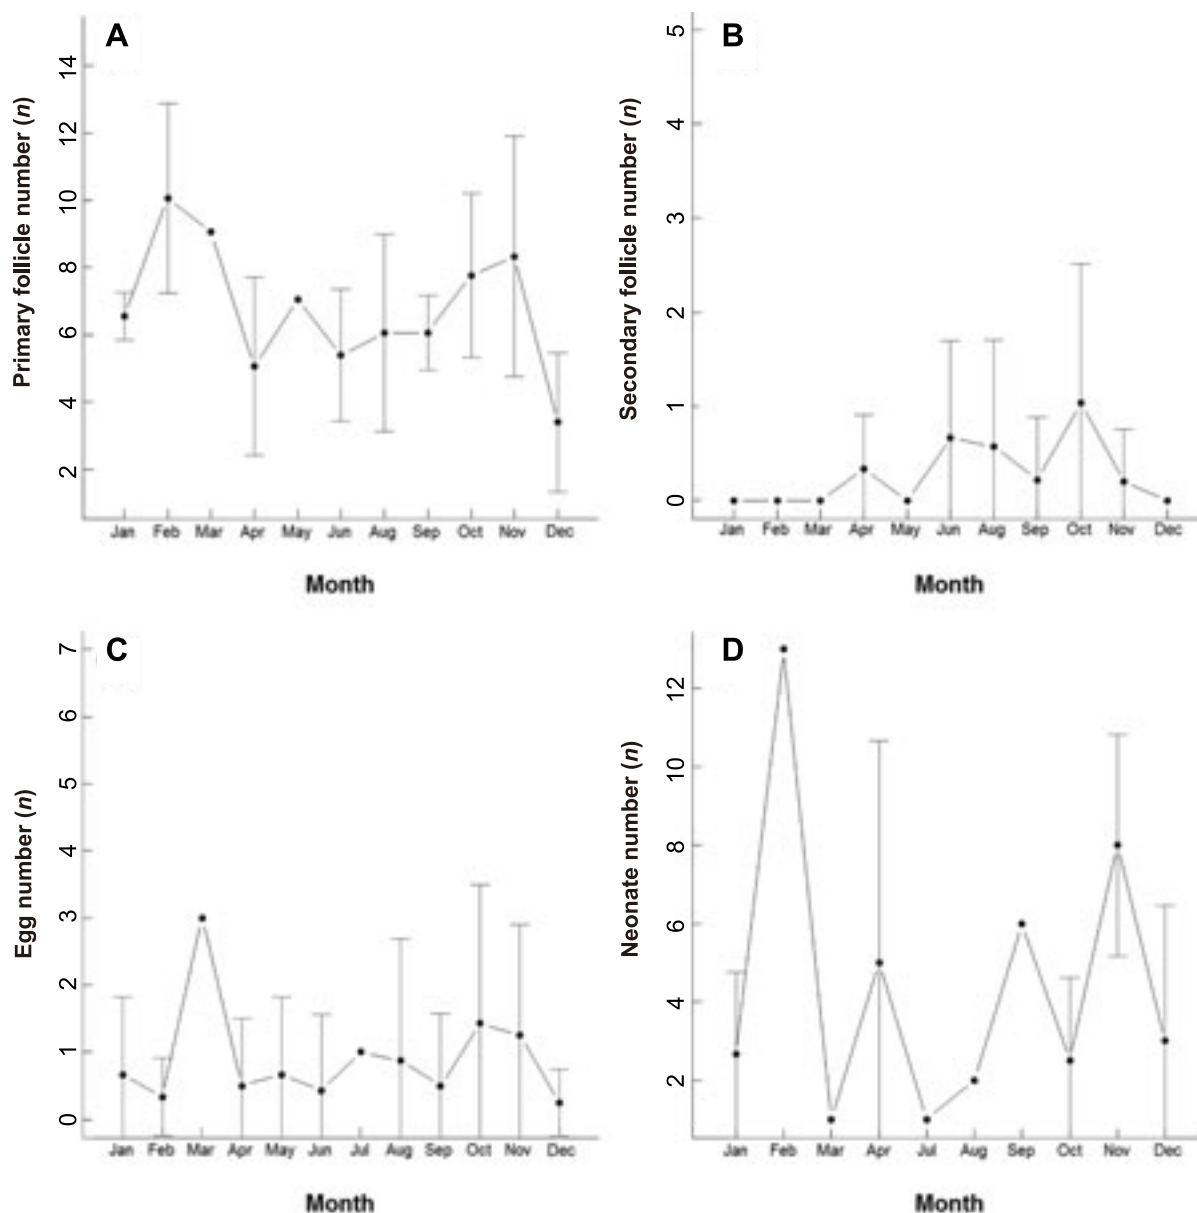 A
Primary follicle number (n)
14
12
10
8
6
4
2
Jan Feb Mar Apr May Jun Aug Sep Oct Nov Dec
Month
B
Secondary follicle number (n)
5
4
3
2
1
0
Jan Feb Mar Apr May Jun Aug Sep Oct Nov Dec
Month
C
Egg number (n)
7
6
5
4
3
2
1
0
Jan Feb Mar Apr May Jun Jul Aug Sep Oct Nov Dec
Month
D
Neonate number (n)
12
10
8
6
4
2
Jan Feb Mar Apr Jul Aug Sep Oct Nov Dec
Month